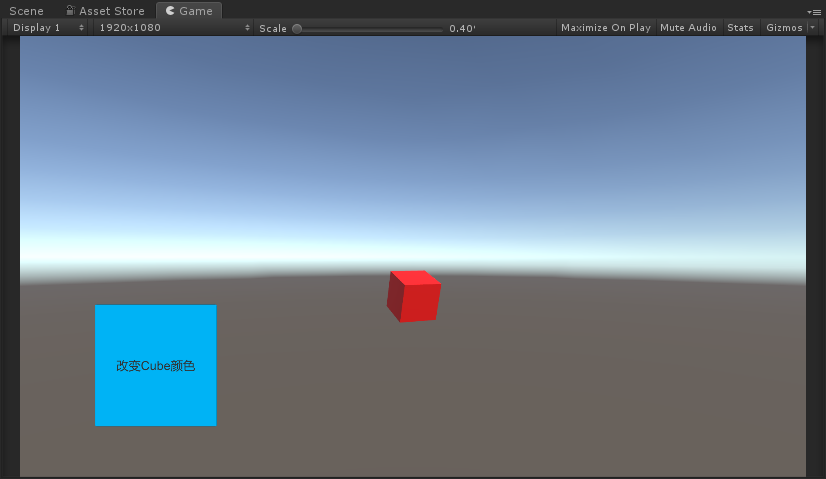 Scene Asset Store Game
Display 1 1920x1080 Scale 0.40' Maximize On Play Mute Audio Stats Gizmos
改变Cube颜色